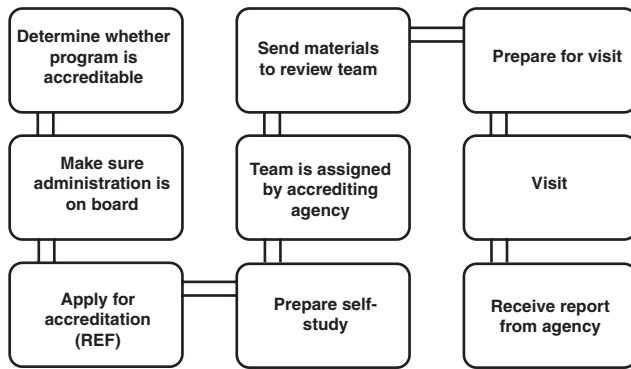 Determine whether
program is
accreditable
Make sure
administration is
on board
Apply for
accreditation
(REF)
Prepare self-
study
Team is assigned
by accrediting
agency
Send materials
to review team
Prepare for visit
Visit
Receive report
from agency